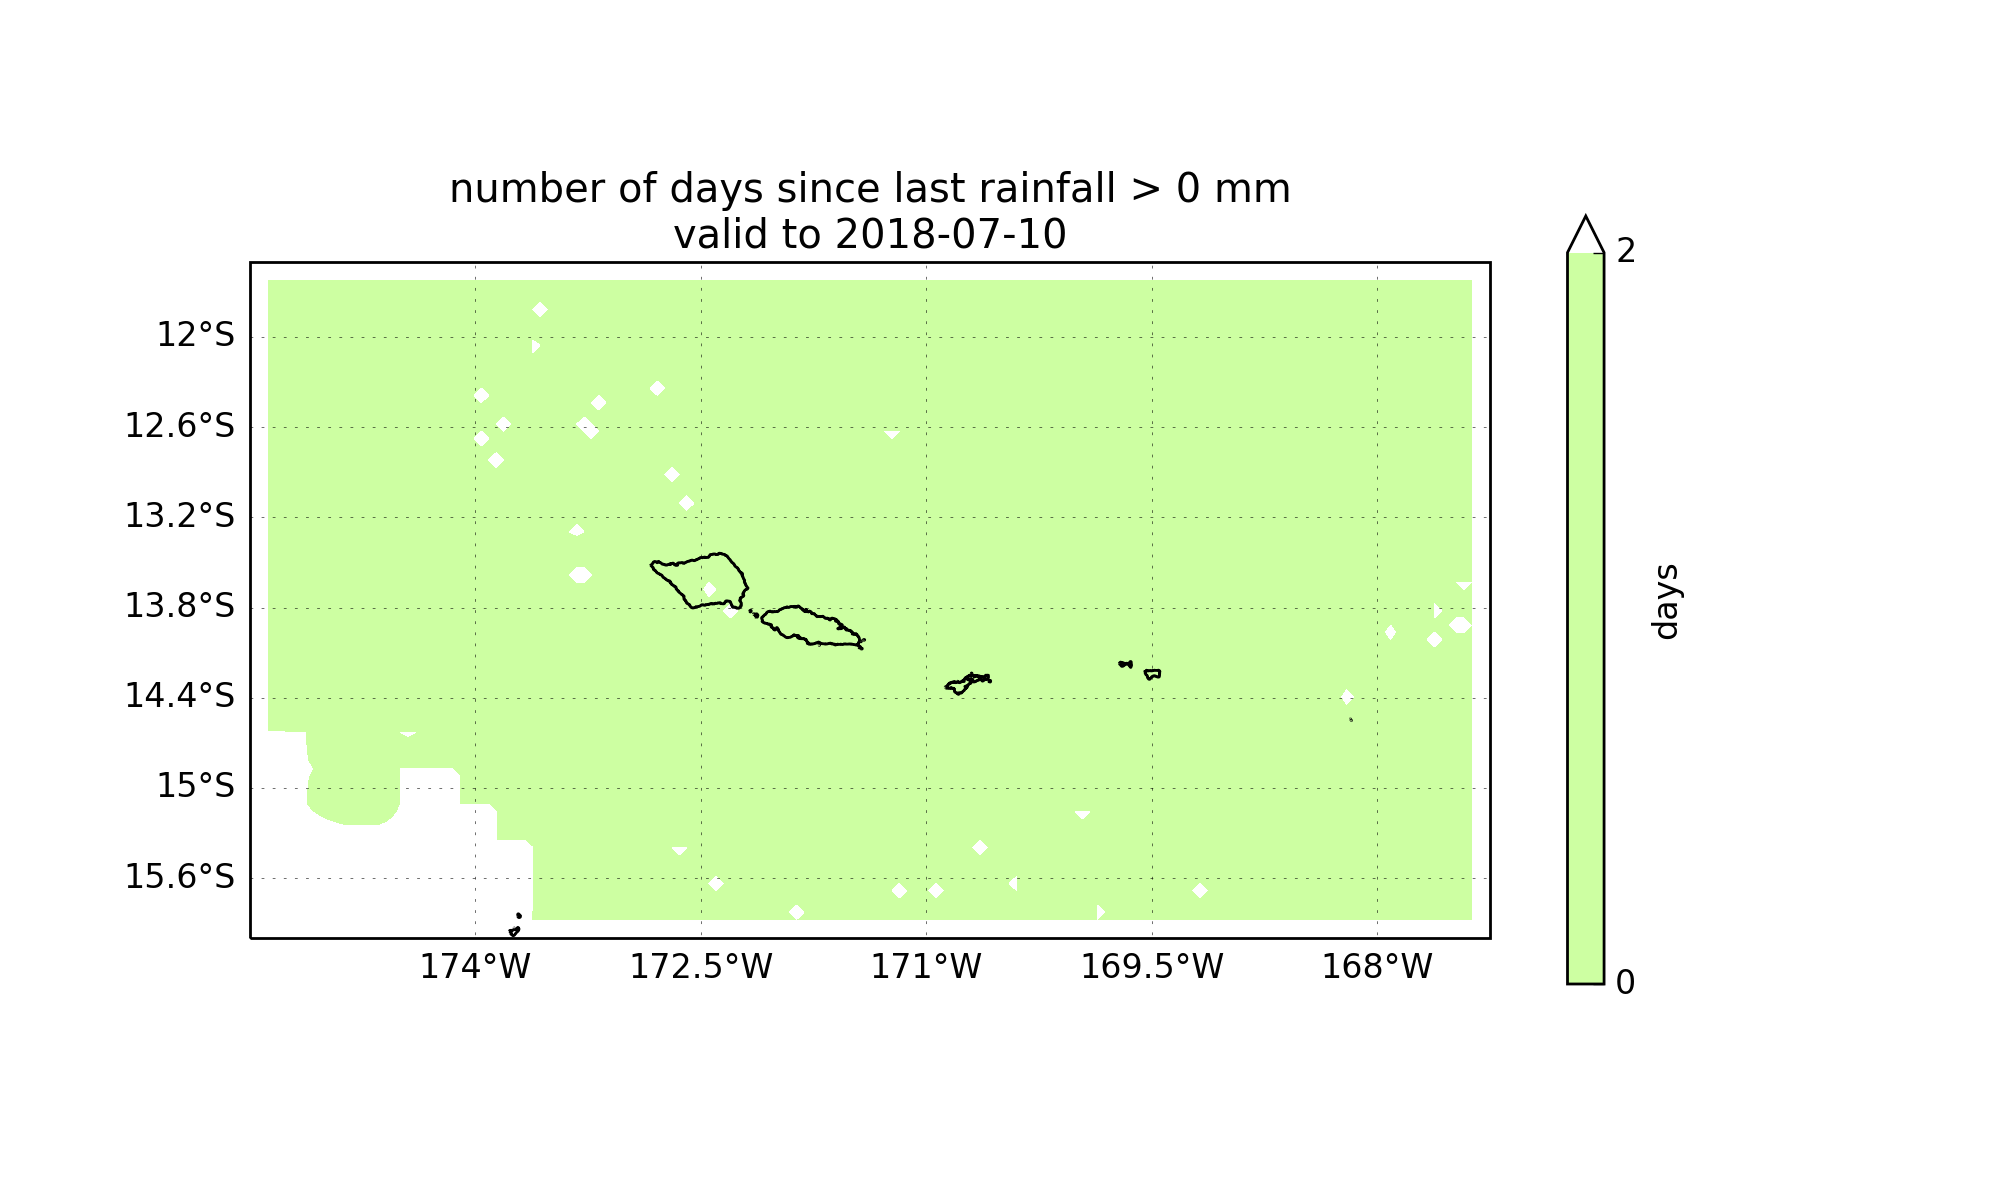 number of days since last rainfall > 0 mm
valid to 2018-07-10
2
12°S
12.6°S
13.2°S
13.8°S
14.4°S
15°S
15.6°S
days
174°W 172.5°W 171°W 169.5°W 168°W
0